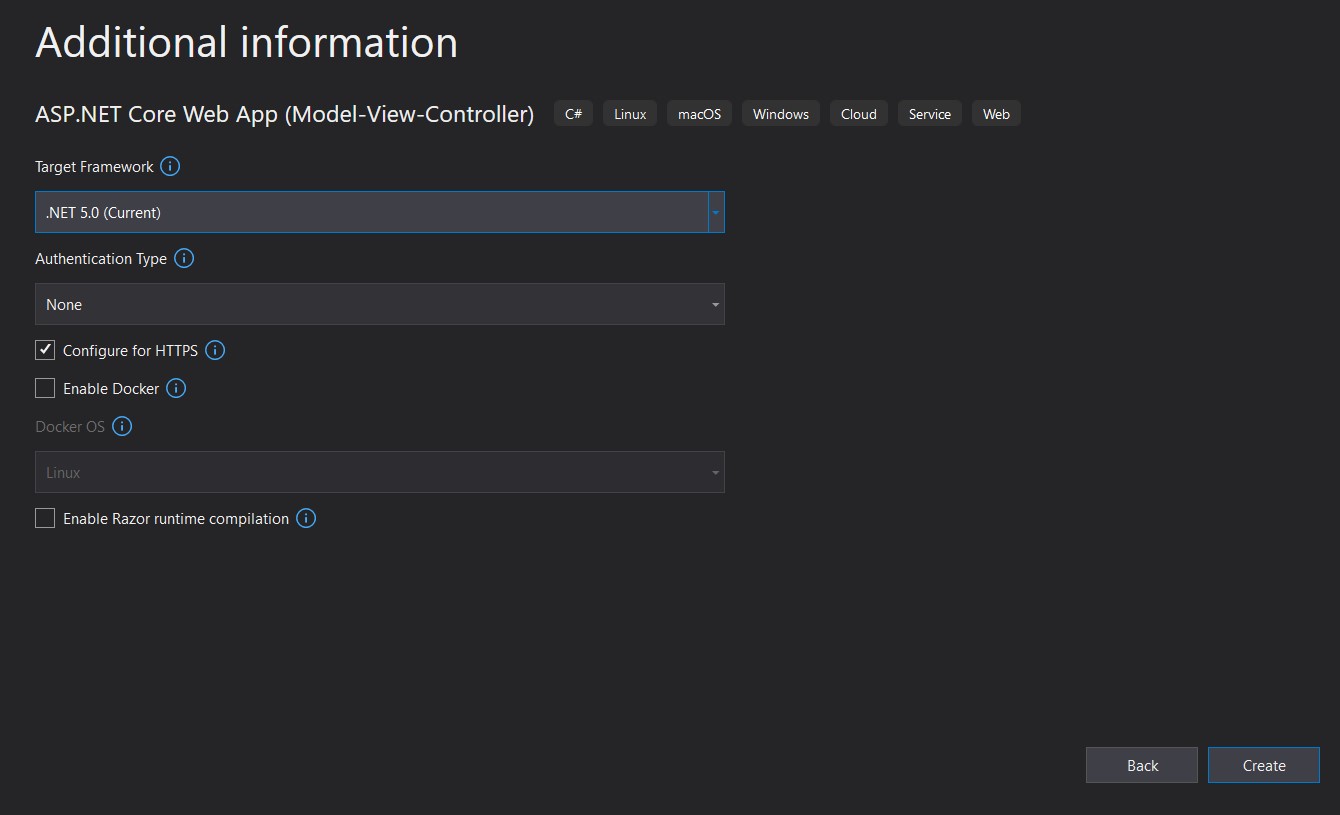 Additional information
ASP.NET Core Web App (Model-View-Controller) C# Linux macOS Windows Cloud Service Web
Target Framework
.NET 5.0 (Current)
Authentication Type
None
Configure for HTTPS
Enable Docker
Docker OS
Linux
Enable Razor runtime compilation
Back Create